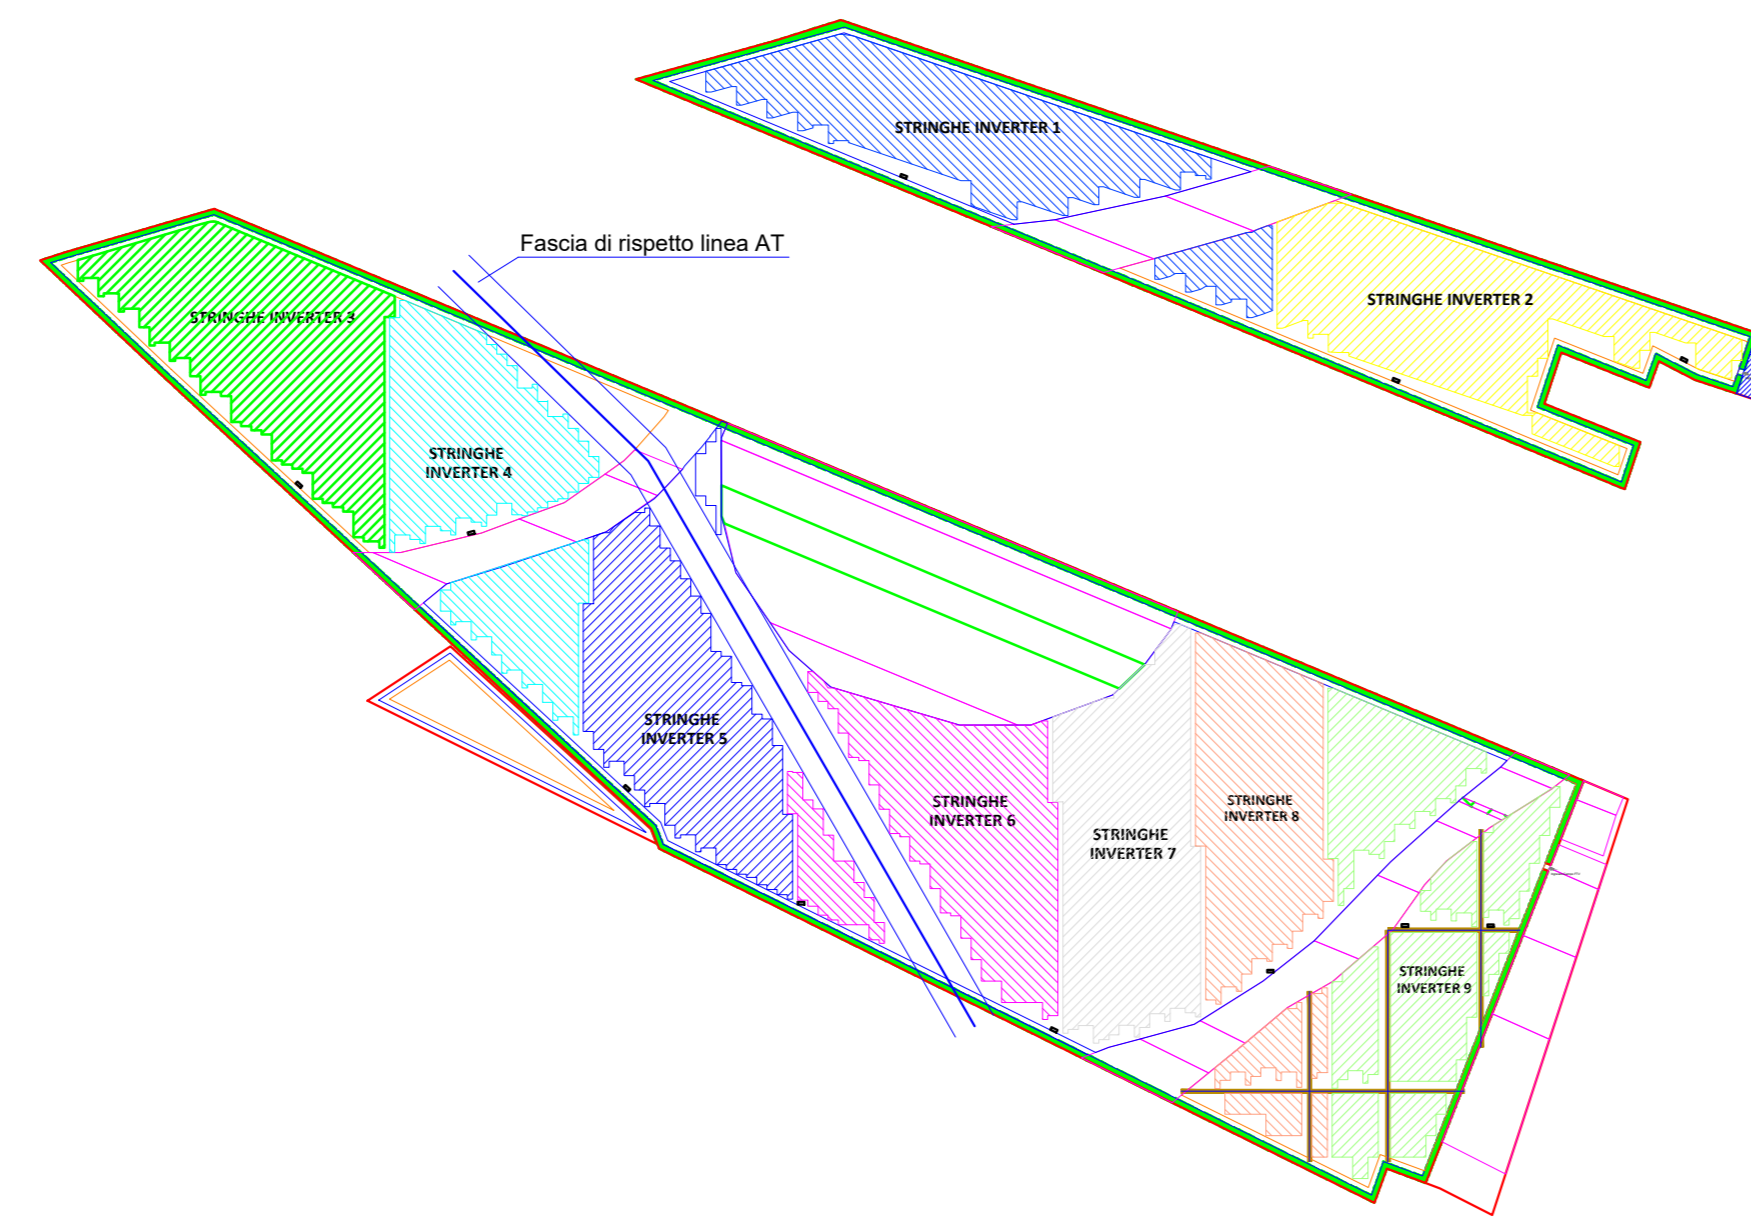 STRINGHE INVERTER 1
Fascia di rispetto linea AT
STRINGHE INVERTER 2
STRINGHE INVERTER 3
STRINGHE
INVERTER 4
STRINGHE
INVERTER 5
STRINGHE
INVERTER 6
STRINGHE
INVERTER 7
STRINGHE
INVERTER 8
STRINGHE
INVERTER 9